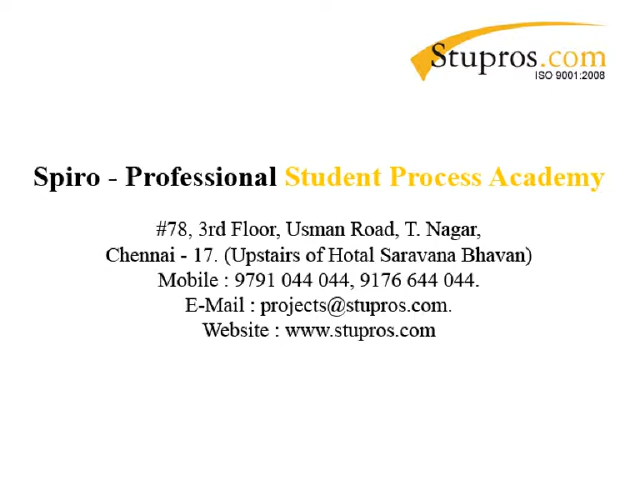 Stupros.com
ISO 9001:2008
Spiro - Professional Student Process Academy
#78, 3rd Floor, Usman Road, T. Nagar,
Chennai - 17. (Upstairs of Hotal Saravana Bhavan)
Mobile : 9791 044 044, 9176 644 044.
E-Mail : projects@stupros.com.
Website : www.stupros.com